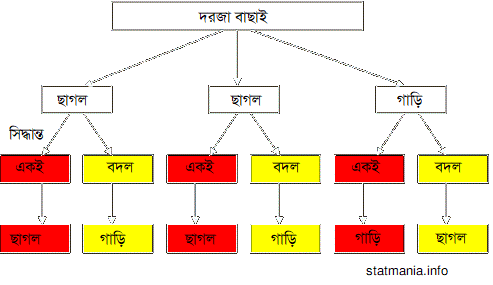 দরজা বাছাই
ছাগল ছাগল গাড়ি
সিদ্ধান্ত
একই বদল একই বদল একই বদল
ছাগল গাড়ি ছাগল গাড়ি গাড়ি ছাগল
statmania.info